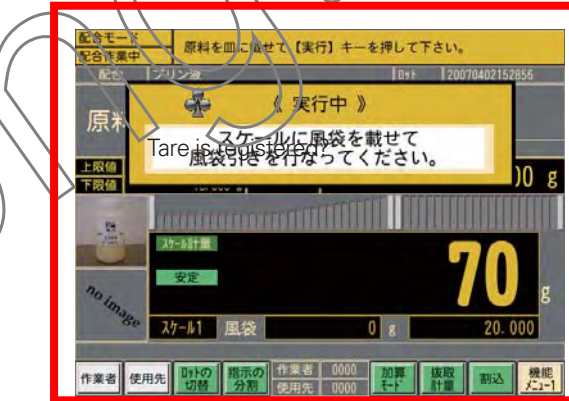 配合モード
配合作業中
原料を皿に載せて【実行】キーを押して下さい。
配合
プリン液
ロット
20070402152856
原料
《 実行中 》
スケールに風袋を載せて
風袋引きを行なってください。
Tare is registered?
上限値
下限値
00 g
スケール計量
安定
70 g
no image
スケール1
風袋
0 g
20.000
作業者
使用先
ロットの切替
指示の分割
作業者 0000
使用先 0000
加算モード
抜取計量
割込
機能メニュー1